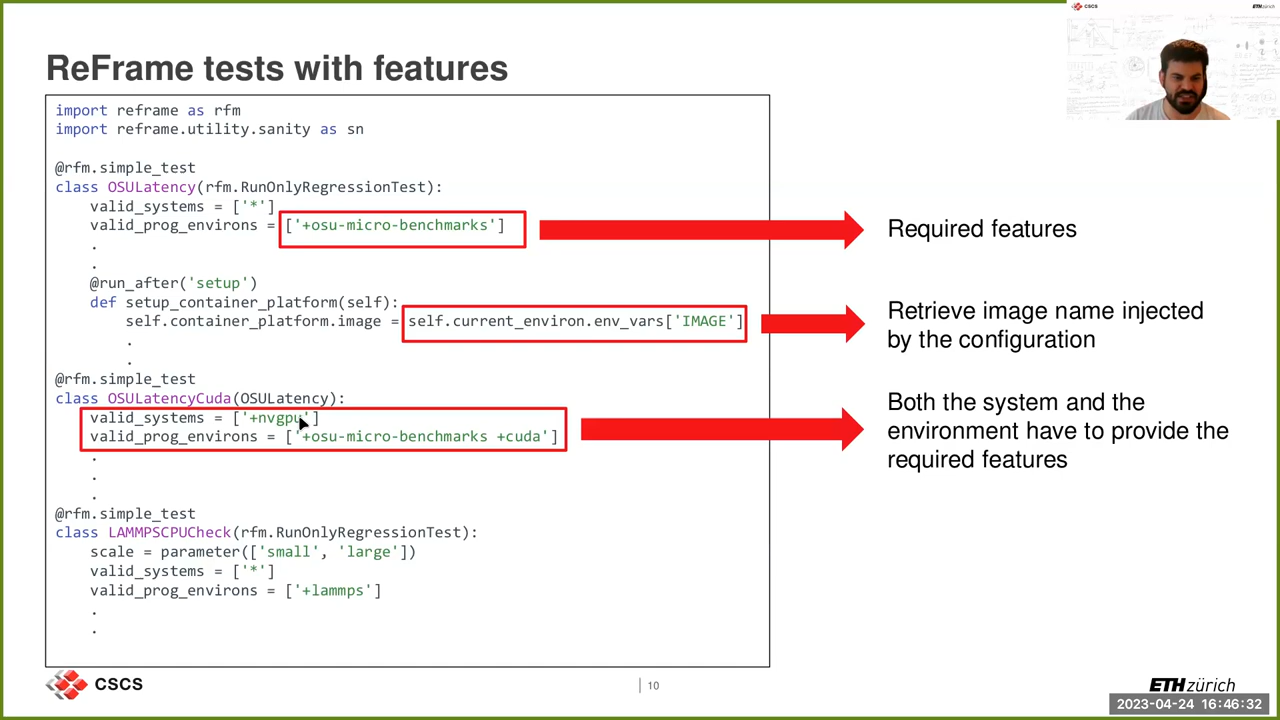 CSCS
ETHzürich
ReFrame tests with features
import reframe as rfm
import reframe.utility.sanity as sn
@rfm.simple_test
class OSULatency(rfm.RunOnlyRegressionTest):
valid_systems = ['*']
valid_prog_environs = ['+osu-micro-benchmarks']
.
.
@run_after('setup')
def setup_container_platform(self):
self.container_platform.image = self.current_environ.env_vars['IMAGE']
.
.
@rfm.simple_test
class OSULatencyCuda(OSULatency):
valid_systems = ['+nvgpu']
valid_prog_environs = ['+osu-micro-benchmarks +cuda']
.
.
.
@rfm.simple_test
class LAMMPSCPUCheck(rfm.RunOnlyRegressionTest):
scale = parameter(['small', 'large'])
valid_systems = ['*']
valid_prog_environs = ['+lammps']
.
.
Required features
Retrieve image name injected
by the configuration
Both the system and the
environment have to provide the
required features
CSCS
10
ETHzürich
2023-04-24 16:46:32